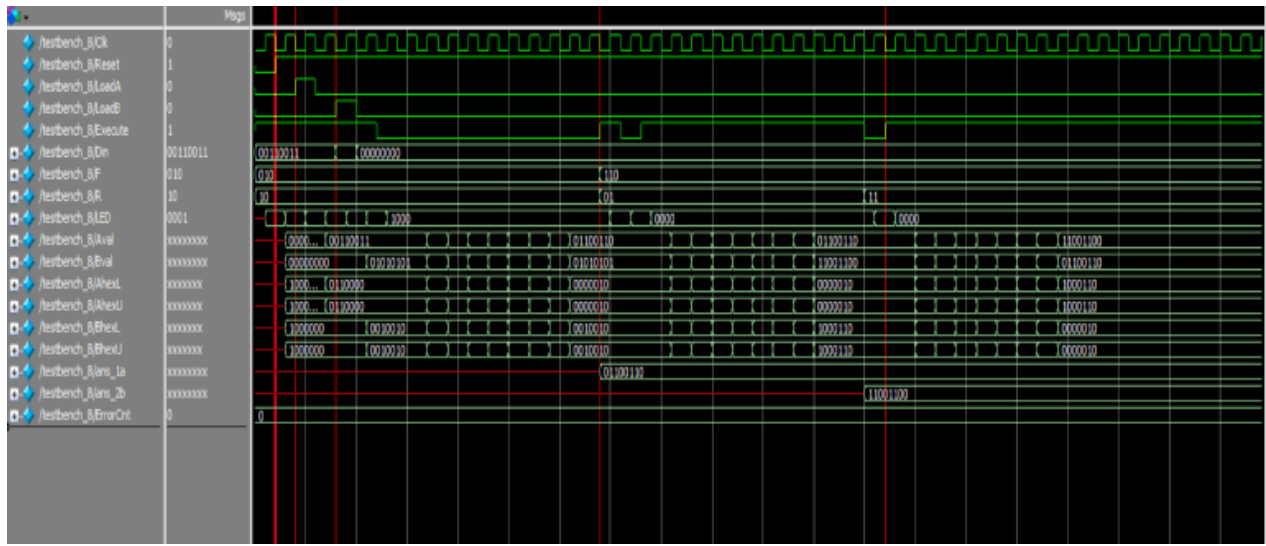 Msgs
/testbench_8/Clk 0
/testbench_8/Reset 1
/testbench_8/LoadA 0
/testbench_8/LoadB 0
/testbench_8/Execute 1
/testbench_8/Din 00110011 00110011 00000000
/testbench_8/F 010 010 110
/testbench_8/R 10 10 01 11
/testbench_8/LED 0001 1000 0000 0000
/testbench_8/Aval xxxxxxxx 0000... 00110011 01100110 01100110 11001100
/testbench_8/Bval xxxxxxxx 00000000 01010101 01010101 11001100 01100110
/testbench_8/AhexL xxxxxxx 1000... 0110000 0000010 0000010 1000110
/testbench_8/AhexU xxxxxxx 1000... 0110000 0000010 0000010 1000110
/testbench_8/BhexL xxxxxxx 1000000 0010010 0010010 1000110 0000010
/testbench_8/BhexU xxxxxxx 1000000 0010010 0010010 1000110 0000010
/testbench_8/ans_1a xxxxxxxx 01100110
/testbench_8/ans_2b xxxxxxxx 11001100
/testbench_8/ErrorCnt 0 0